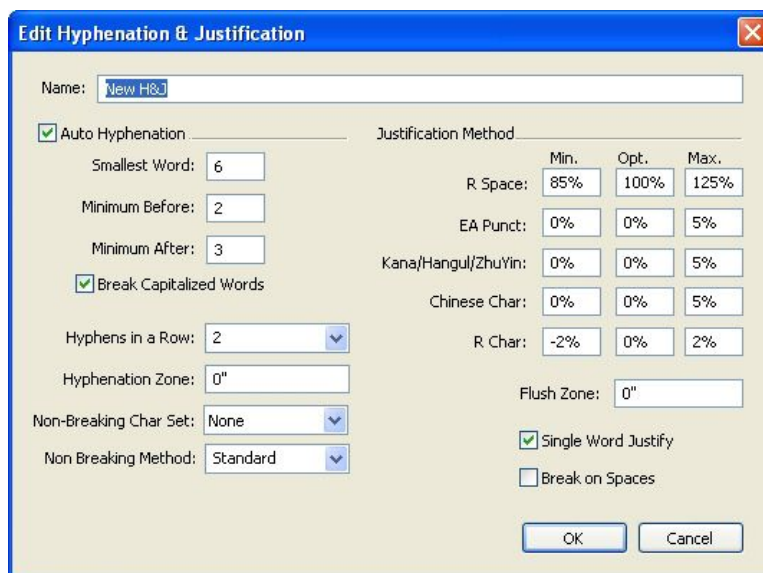 Edit Hyphenation & Justification
Name: New H&J
Auto Hyphenation
Smallest Word: 6
Minimum Before: 2
Minimum After: 3
Break Capitalized Words
Hyphens in a Row: 2
Hyphenation Zone: 0"
Non-Breaking Char Set: None
Non Breaking Method: Standard
Justification Method
Min. Opt. Max.
R Space: 85% 100% 125%
EA Punct: 0% 0% 5%
Kana/Hangul/ZhuYin: 0% 0% 5%
Chinese Char: 0% 0% 5%
R Char: -2% 0% 2%
Flush Zone: 0"
Single Word Justify
Break on Spaces
OK Cancel